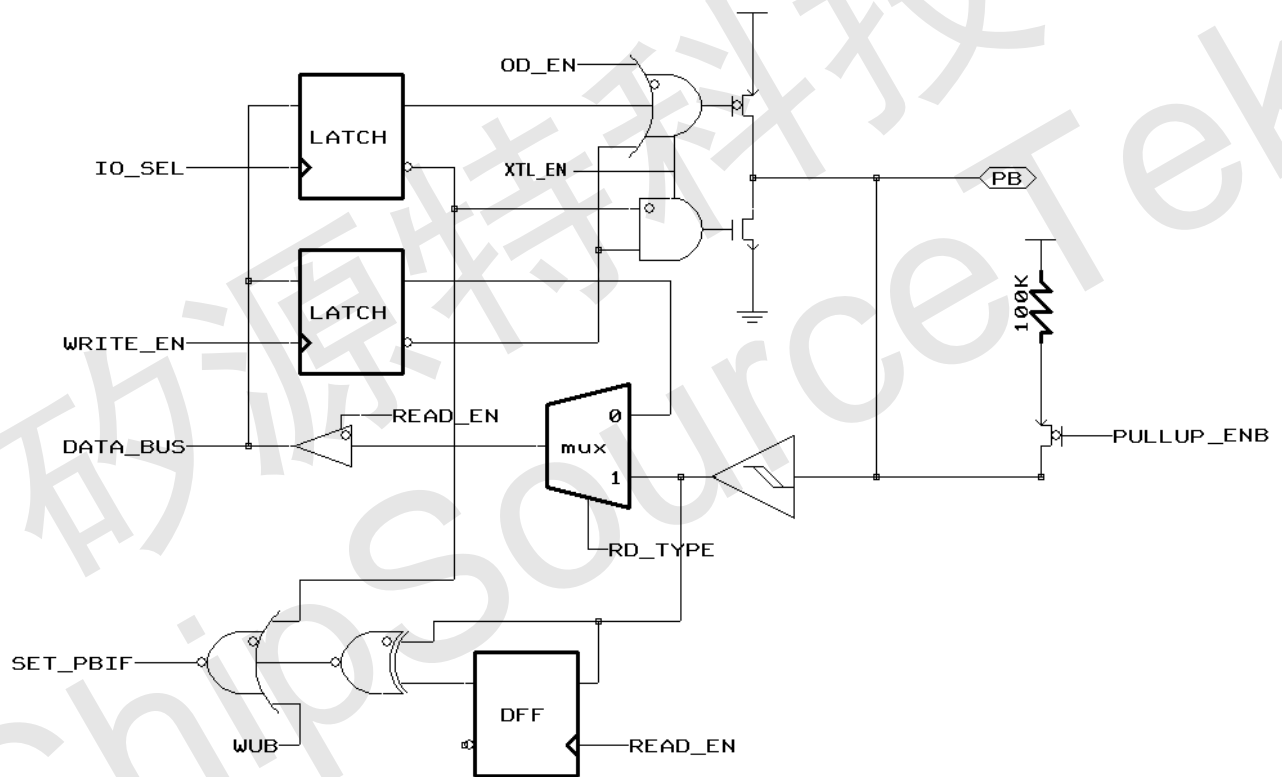 OD_EN
LATCH
IO_SEL
XTL_EN
PB
LATCH
100K
WRITE_EN
0
READ_EN
DATA_BUS
mux
PULLUP_ENB
1
RD_TYPE
SET_PBIF
DFF
WUB
READ_EN
矽源特科技
ChipSourceTek